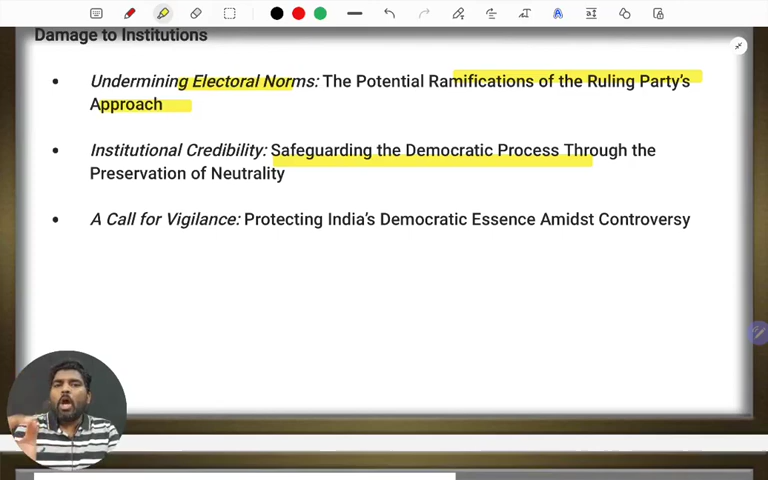 Damage to Institutions
• Undermining Electoral Norms: The Potential Ramifications of the Ruling Party’s
Approach
• Institutional Credibility: Safeguarding the Democratic Process Through the
Preservation of Neutrality
• A Call for Vigilance: Protecting India’s Democratic Essence Amidst Controversy